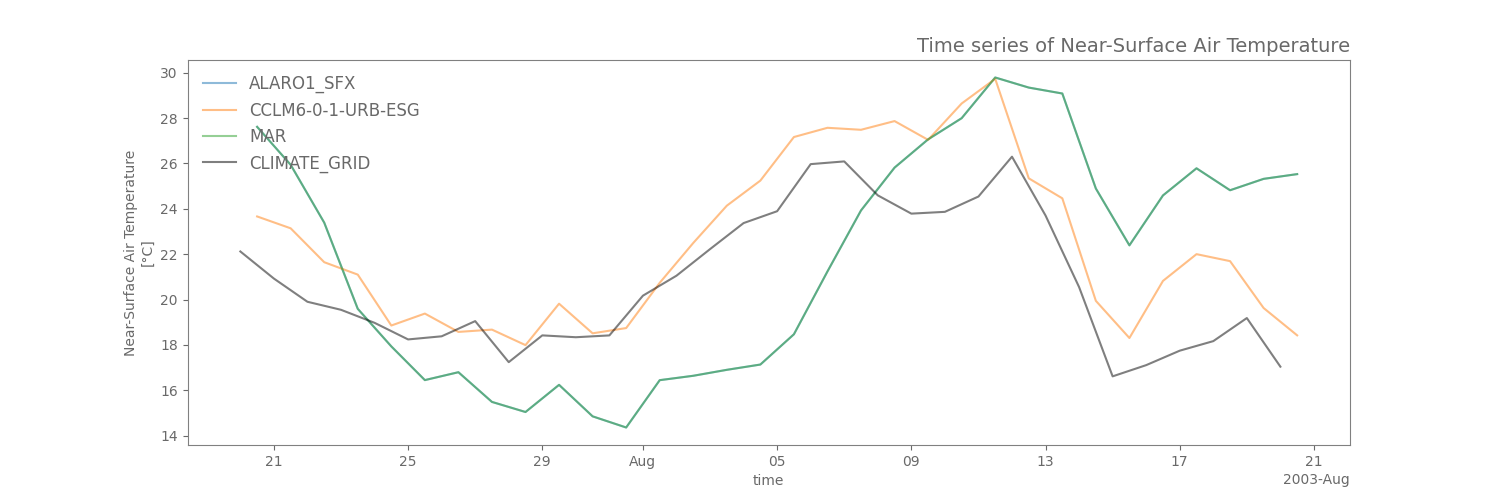 Time series of Near-Surface Air Temperature
ALARO1_SFX
CCLM6-0-1-URB-ESG
MAR
CLIMATE_GRID
Near-Surface Air Temperature
[°C]
30
28
26
24
22
20
18
16
14
21
25
29
Aug
05
09
13
17
21
time
2003-Aug